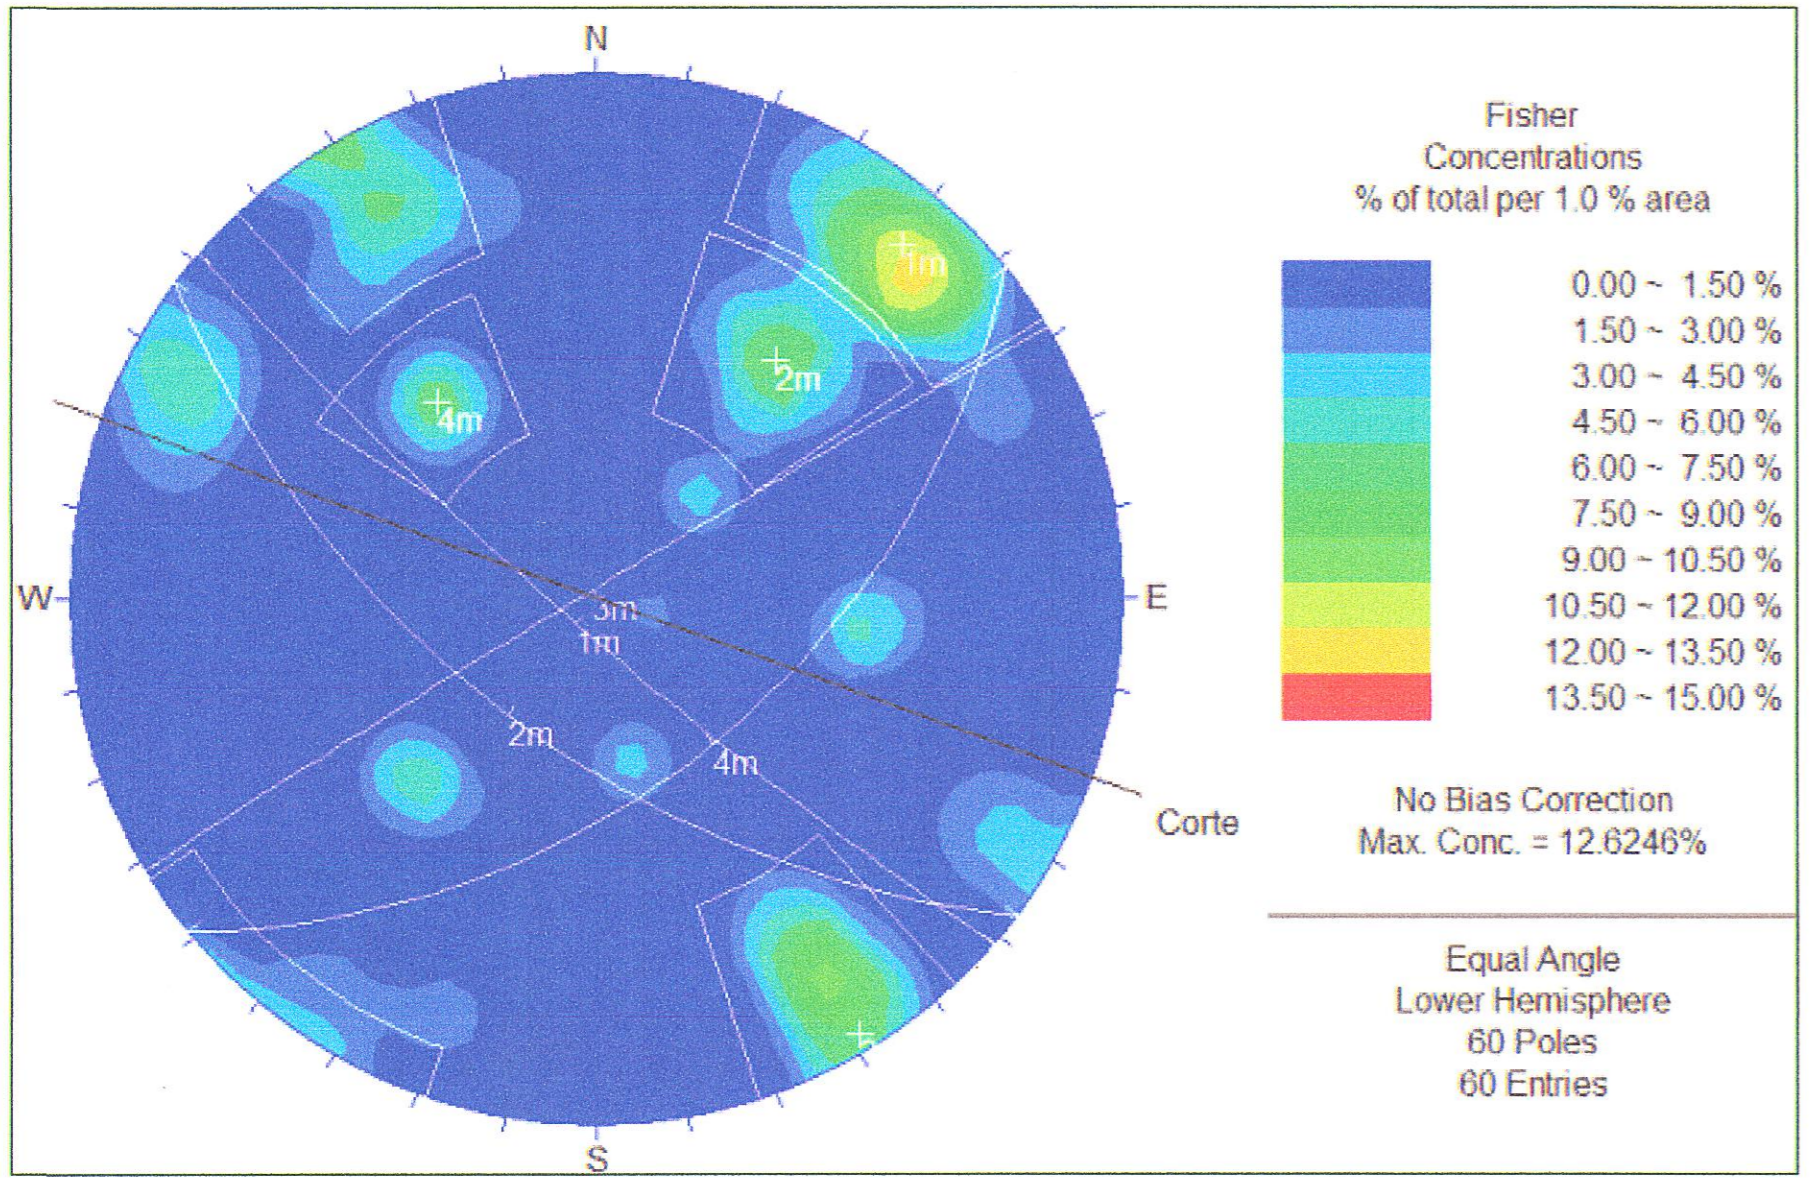 N
Fisher
Concentrations
% of total per 1.0 % area
1m
2m
4m
0.00 ~ 1.50 %
1.50 ~ 3.00 %
3.00 ~ 4.50 %
4.50 ~ 6.00 %
6.00 ~ 7.50 %
7.50 ~ 9.00 %
9.00 ~ 10.50 %
10.50 ~ 12.00 %
12.00 ~ 13.50 %
13.50 ~ 15.00 %
W
E
3m
1m
2m
4m
Corte
No Bias Correction
Max. Conc. = 12.6246%
Equal Angle
Lower Hemisphere
60 Poles
60 Entries
S